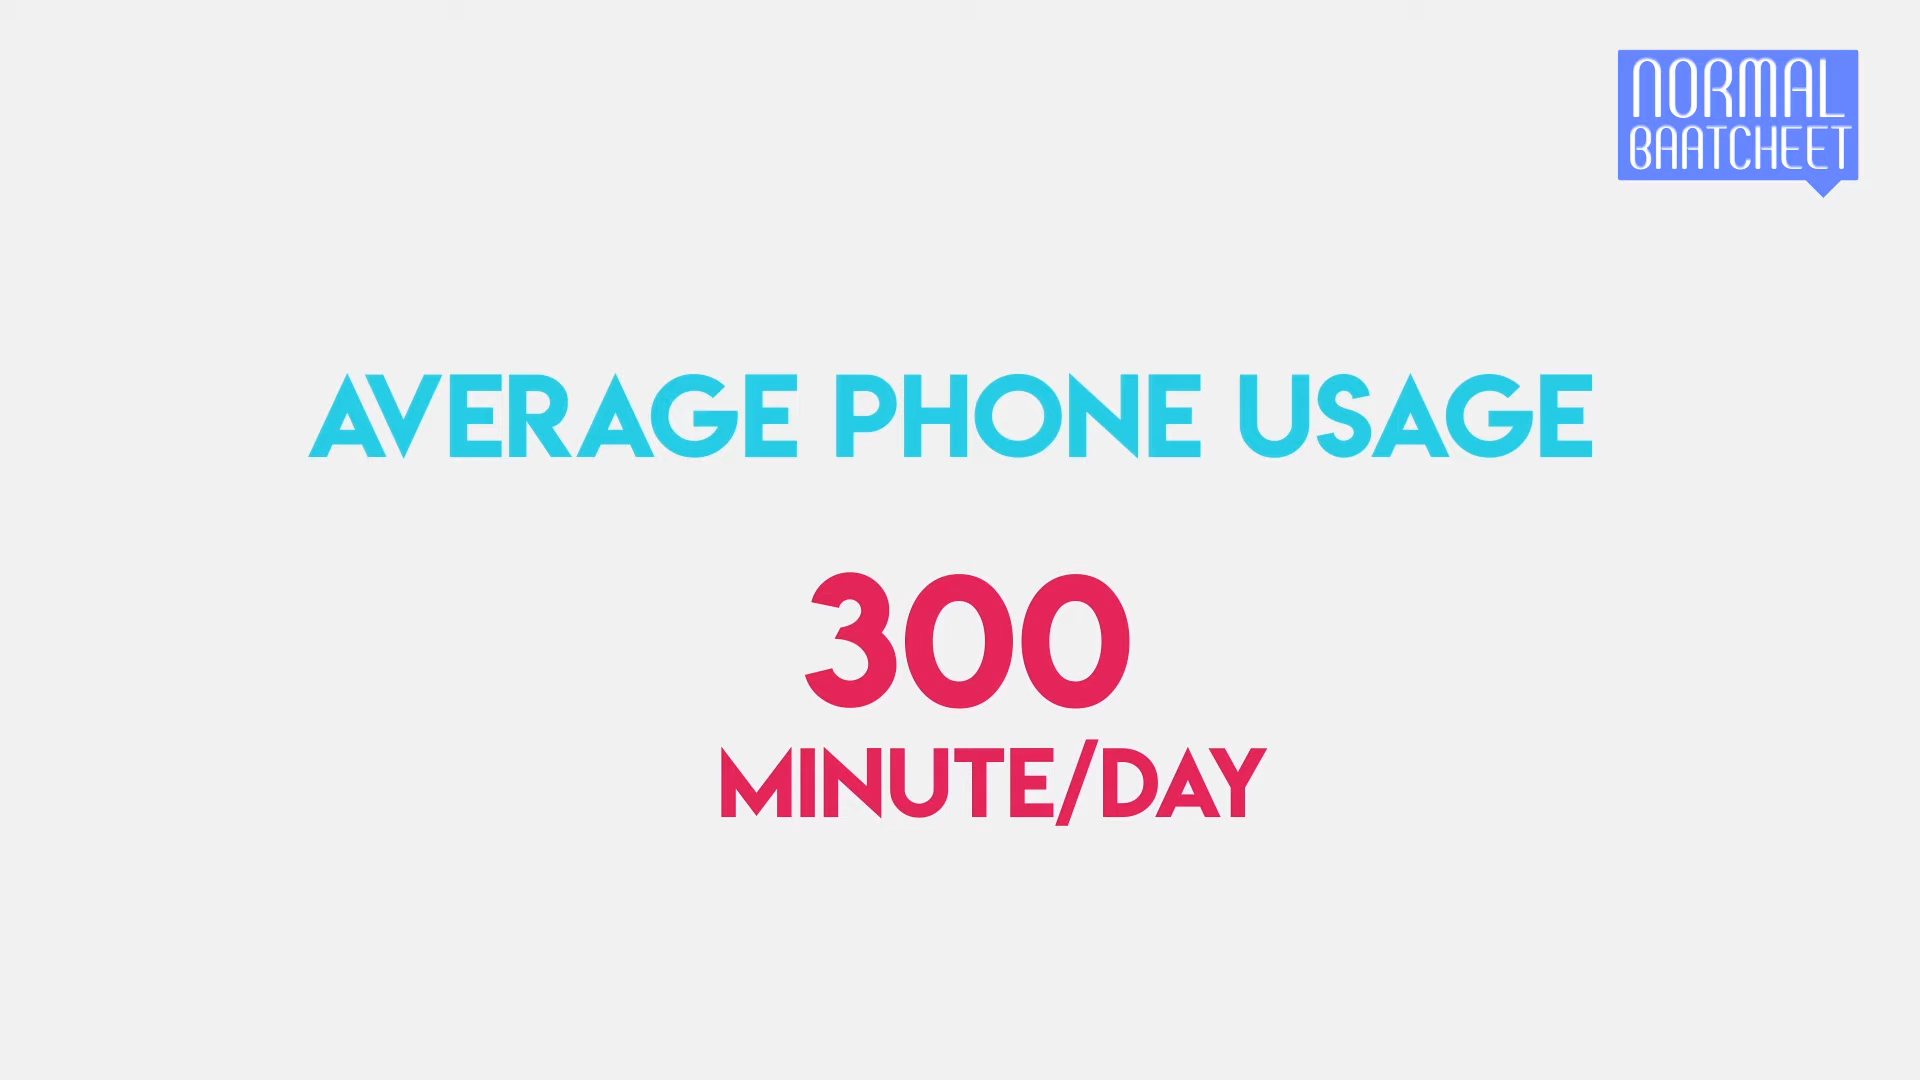 NORMAL
BAATCHEET
AVERAGE PHONE USAGE
300
MINUTE/DAY